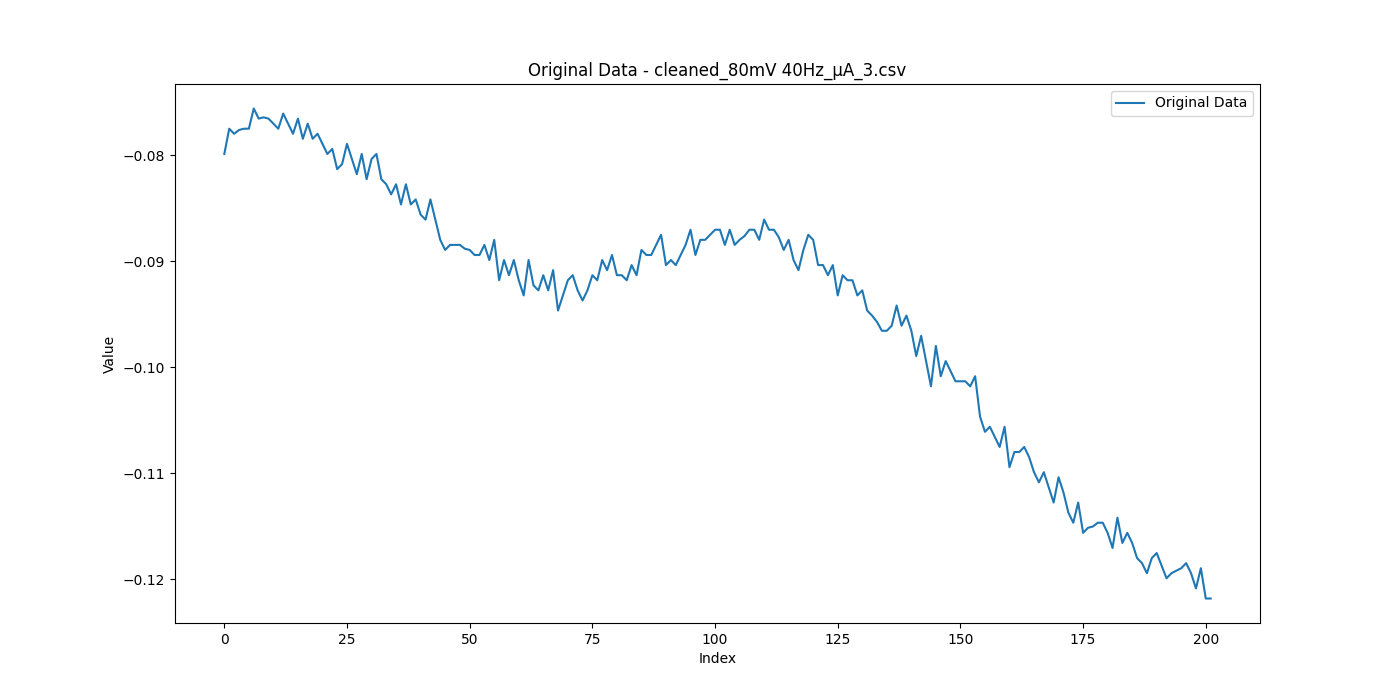 Original Data - cleaned_80mV 40Hz_µA_3.csv
Original Data
−0.08
−0.09
−0.10
−0.11
−0.12
Value
0 25 50 75 100 125 150 175 200
Index